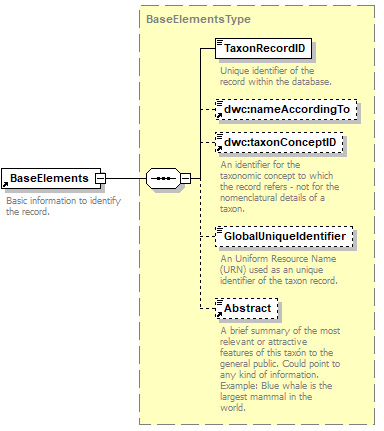 BaseElementsType
TaxonRecordID
Unique identifier of the
record within the database.
dwc:nameAccordingTo
dwc:taxonConceptID
An identifier for the
taxonomic concept to which
the record refers - not for the
nomenclatural details of a
taxon.
BaseElements
Basic information to identify
the record.
GlobalUniqueIdentifier
An Uniform Resource Name
(URN) used as an unique
identifier of the taxon record.
Abstract
A brief summary of the most
relevant or attractive
features of this taxón to the
general public. Could point to
any kind of information.
Example: Blue whale is the
largest mammal in the
world.